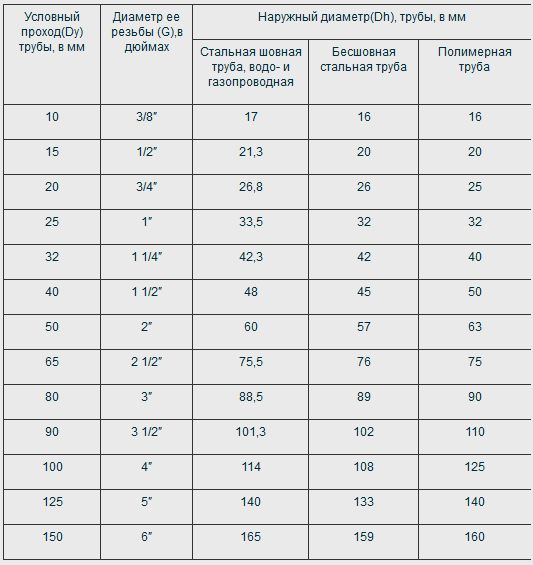 Условный
проход(Dy)
трубы, в мм
Диаметр ее
резьбы (G),в
дюймах
Наружный диаметр(Dh), трубы, в мм
Стальная шовная
труба, водо- и
газопроводная
Бесшовная
стальная труба
Полимерная
труба
10 3/8″ 17 16 16
15 1/2″ 21,3 20 20
20 3/4″ 26,8 26 25
25 1″ 33,5 32 32
32 1 1/4″ 42,3 42 40
40 1 1/2″ 48 45 50
50 2″ 60 57 63
65 2 1/2″ 75,5 76 75
80 3″ 88,5 89 90
90 3 1/2″ 101,3 102 110
100 4″ 114 108 125
125 5″ 140 133 140
150 6″ 165 159 160